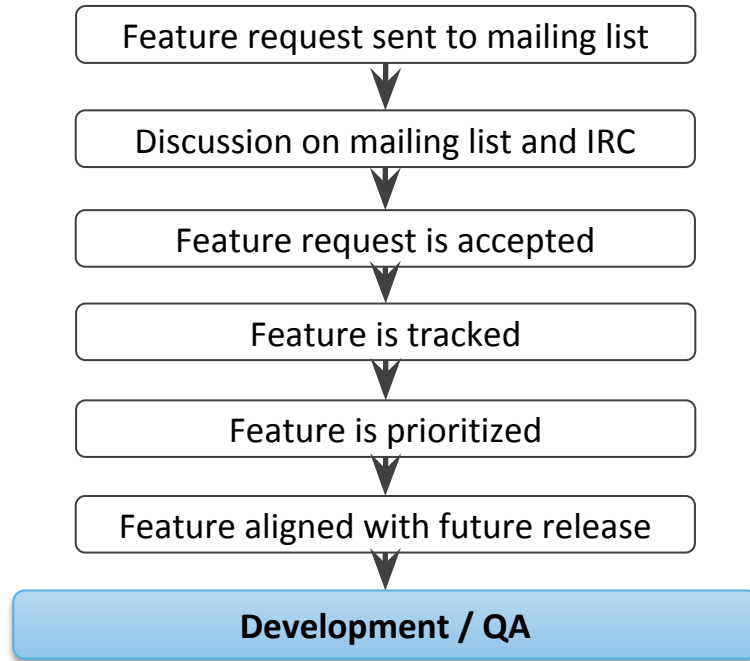 Feature request sent to mailing list
Discussion on mailing list and IRC
Feature request is accepted
Feature is tracked
Feature is prioritized
Feature aligned with future release
Development / QA